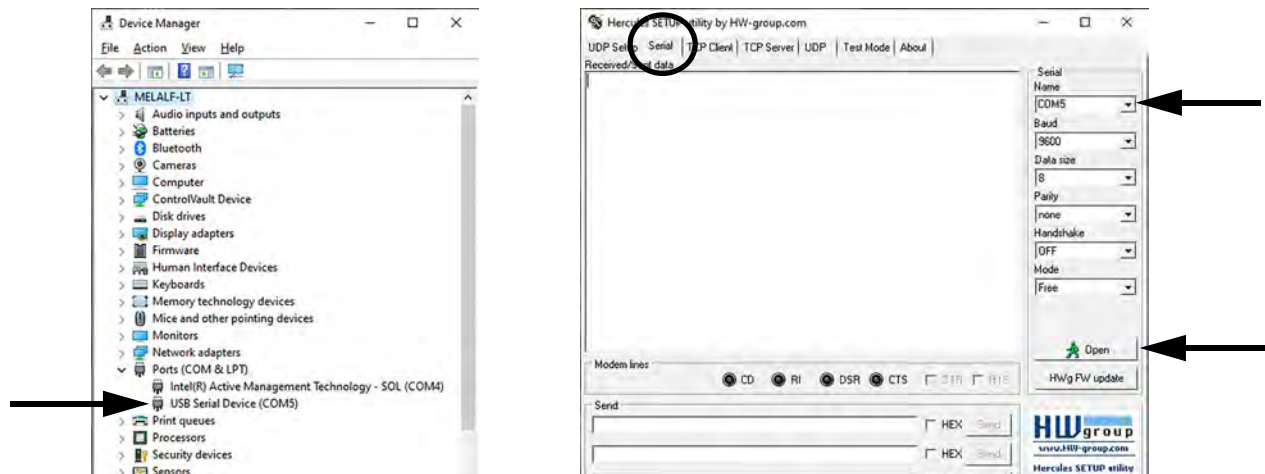 Device Manager
File Action View Help
MELALF-LT
Audio inputs and outputs
Batteries
Bluetooth
Cameras
Computer
ControlVault Device
Disk drives
Display adapters
Firmware
Human Interface Devices
Keyboards
Memory technology devices
Mice and other pointing devices
Monitors
Network adapters
Ports (COM & LPT)
Intel(R) Active Management Technology - SOL (COM4)
USB Serial Device (COM5)
Print queues
Processors
Security devices
Sensors
Hercules SETUP utility by HW-group.com
UDP Setup Serial TCP Client TCP Server UDP Test Mode About
Received/Sent data
Serial
Name
COM5
Baud
9600
Data size
8
Parity
none
Handshake
OFF
Mode
Free
Open
HWg FW update
Modem lines
CD RI DSR CTS DTR RTS
Send
HEX Send
HEX Send
HWgroup
www.HW-group.com
Hercules SETUP utility